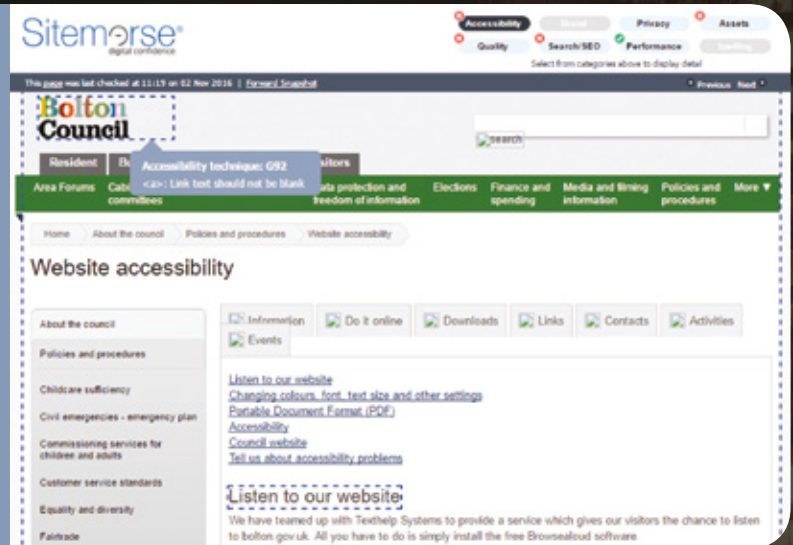 Sitemorse
digital confidence
Accessibility Brand Privacy Assets
Quality Search/SEO Performance Spelling
Select from categories above to display detail
This page was last checked at 11:19 on 02 Nov 2016 | Forward Snapshot
Previous Next
Bolton
Council
search
Resident
Accessibility technique: G92
<a>: Link text should not be blank
Area Forums
committees
data protection and
freedom of information
Elections
Finance and
spending
Media and filming
information
Policies and
procedures
More ▼
Home About the council Policies and procedures Website accessibility
Website accessibility
About the council
Policies and procedures
Childcare sufficiency
Civil emergencies - emergency plan
Commissioning services for
children and adults
Customer service standards
Equality and diversity
Fairtrade
Information Do it online Downloads Links Contacts Activities
Events
Listen to our website
Changing colours, font, text size and other settings
Portable Document Format (PDF)
Accessibility
Council website
Tell us about accessibility problems
Listen to our website
We have teamed up with Texthelp Systems to provide a service which gives our visitors the chance to listen
to bolton.gov.uk. All you have to do is simply install the free Browsealoud software.